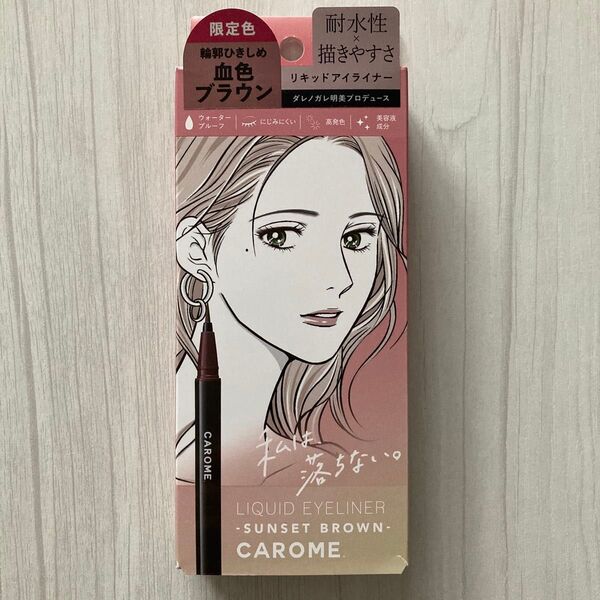 限定色
輪郭ひきしめ
血色
ブラウン
耐水性
×
描きやすさ
リキッドアイライナー
ダレノガレ明美プロデュース
ウォーター
プルーフ
にじみにくい
高発色
美容液
成分
CAROME
私は、
落ちない。
LIQUID EYELINER
-SUNSET BROWN-
CAROME.